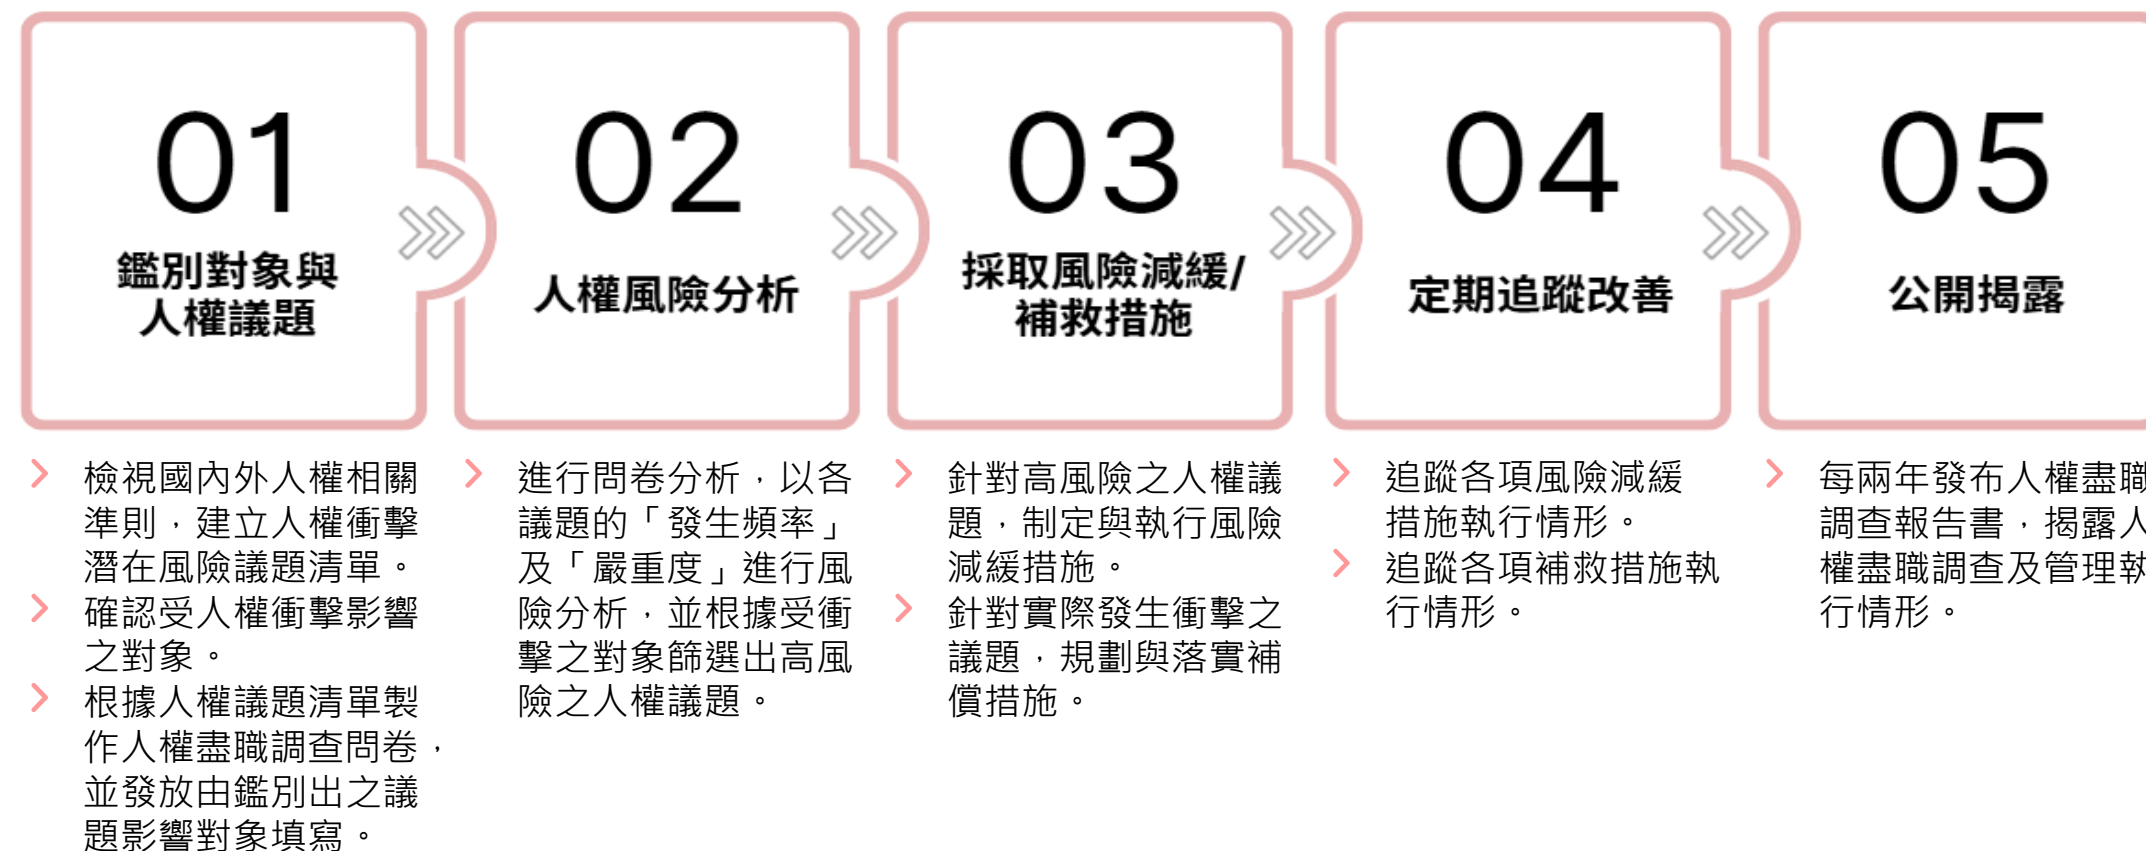 01
鑑別對象與
人權議題
檢視國內外人權相關
準則，建立人權衝擊
潛在風險議題清單。
確認受人權衝擊影響
之對象。
根據人權議題清單製
作人權盡職調查問卷，
並發放由鑑別出之議
題影響對象填寫。
02
人權風險分析
進行問卷分析，以各
議題的「發生頻率」
及「嚴重度」進行風
險分析，並根據受衝
擊之對象篩選出高風
險之人權議題。
03
採取風險減緩/
補救措施
針對高風險之人權議
題，制定與執行風險
減緩措施。
針對實際發生衝擊之
議題，規劃與落實補
償措施。
04
定期追蹤改善
追蹤各項風險減緩
措施執行情形。
追蹤各項補救措施執
行情形。
05
公開揭露
每兩年發布人權盡職
調查報告書，揭露人
權盡職調查及管理執
行情形。